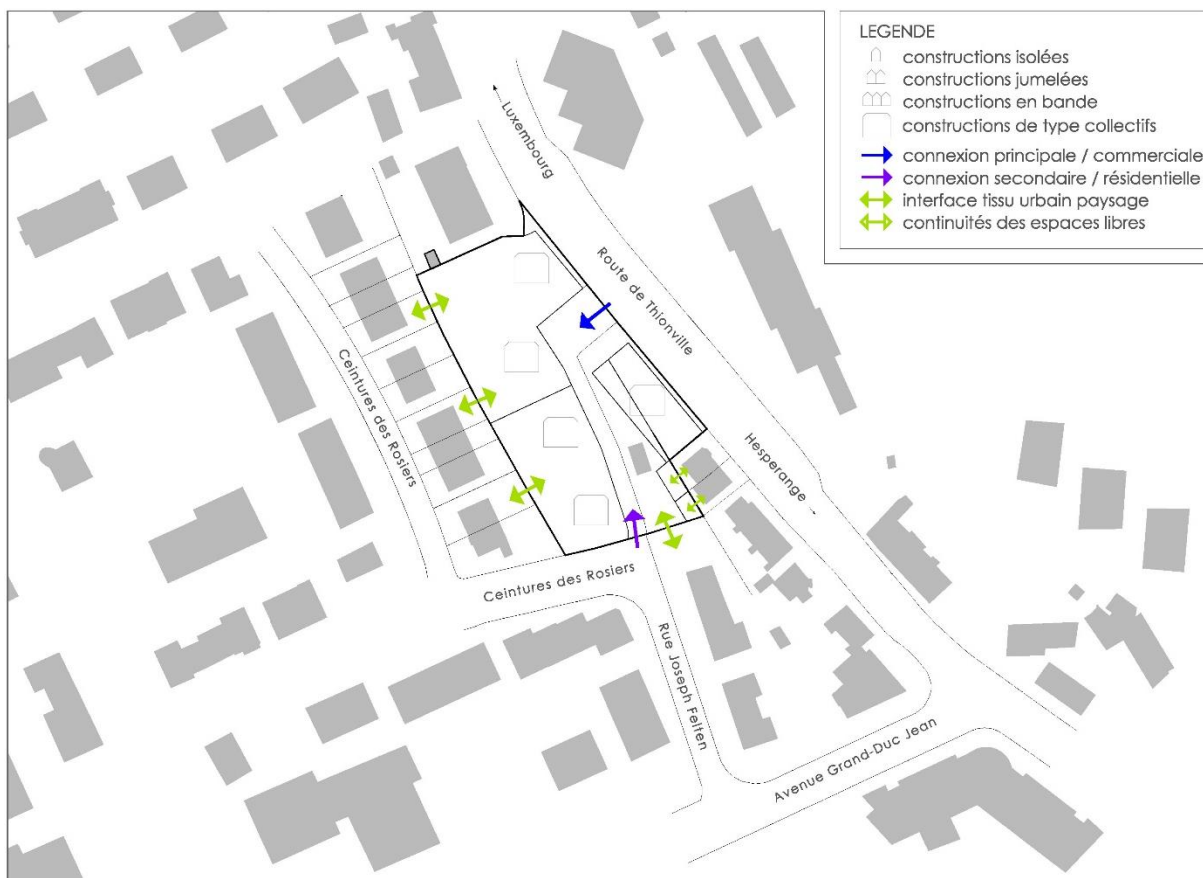 LEGENDE
constructions isolées
constructions jumelées
constructions en bande
constructions de type collectifs
connexion principale / commerciale
connexion secondaire / résidentielle
interface tissu urbain paysage
continuités des espaces libres
Luxembourg
Route de Thionville
Hesperange
Ceintures des Rosiers
Ceintures des Rosiers
Rue Joseph Felten
Avenue Grand-Duc Jean